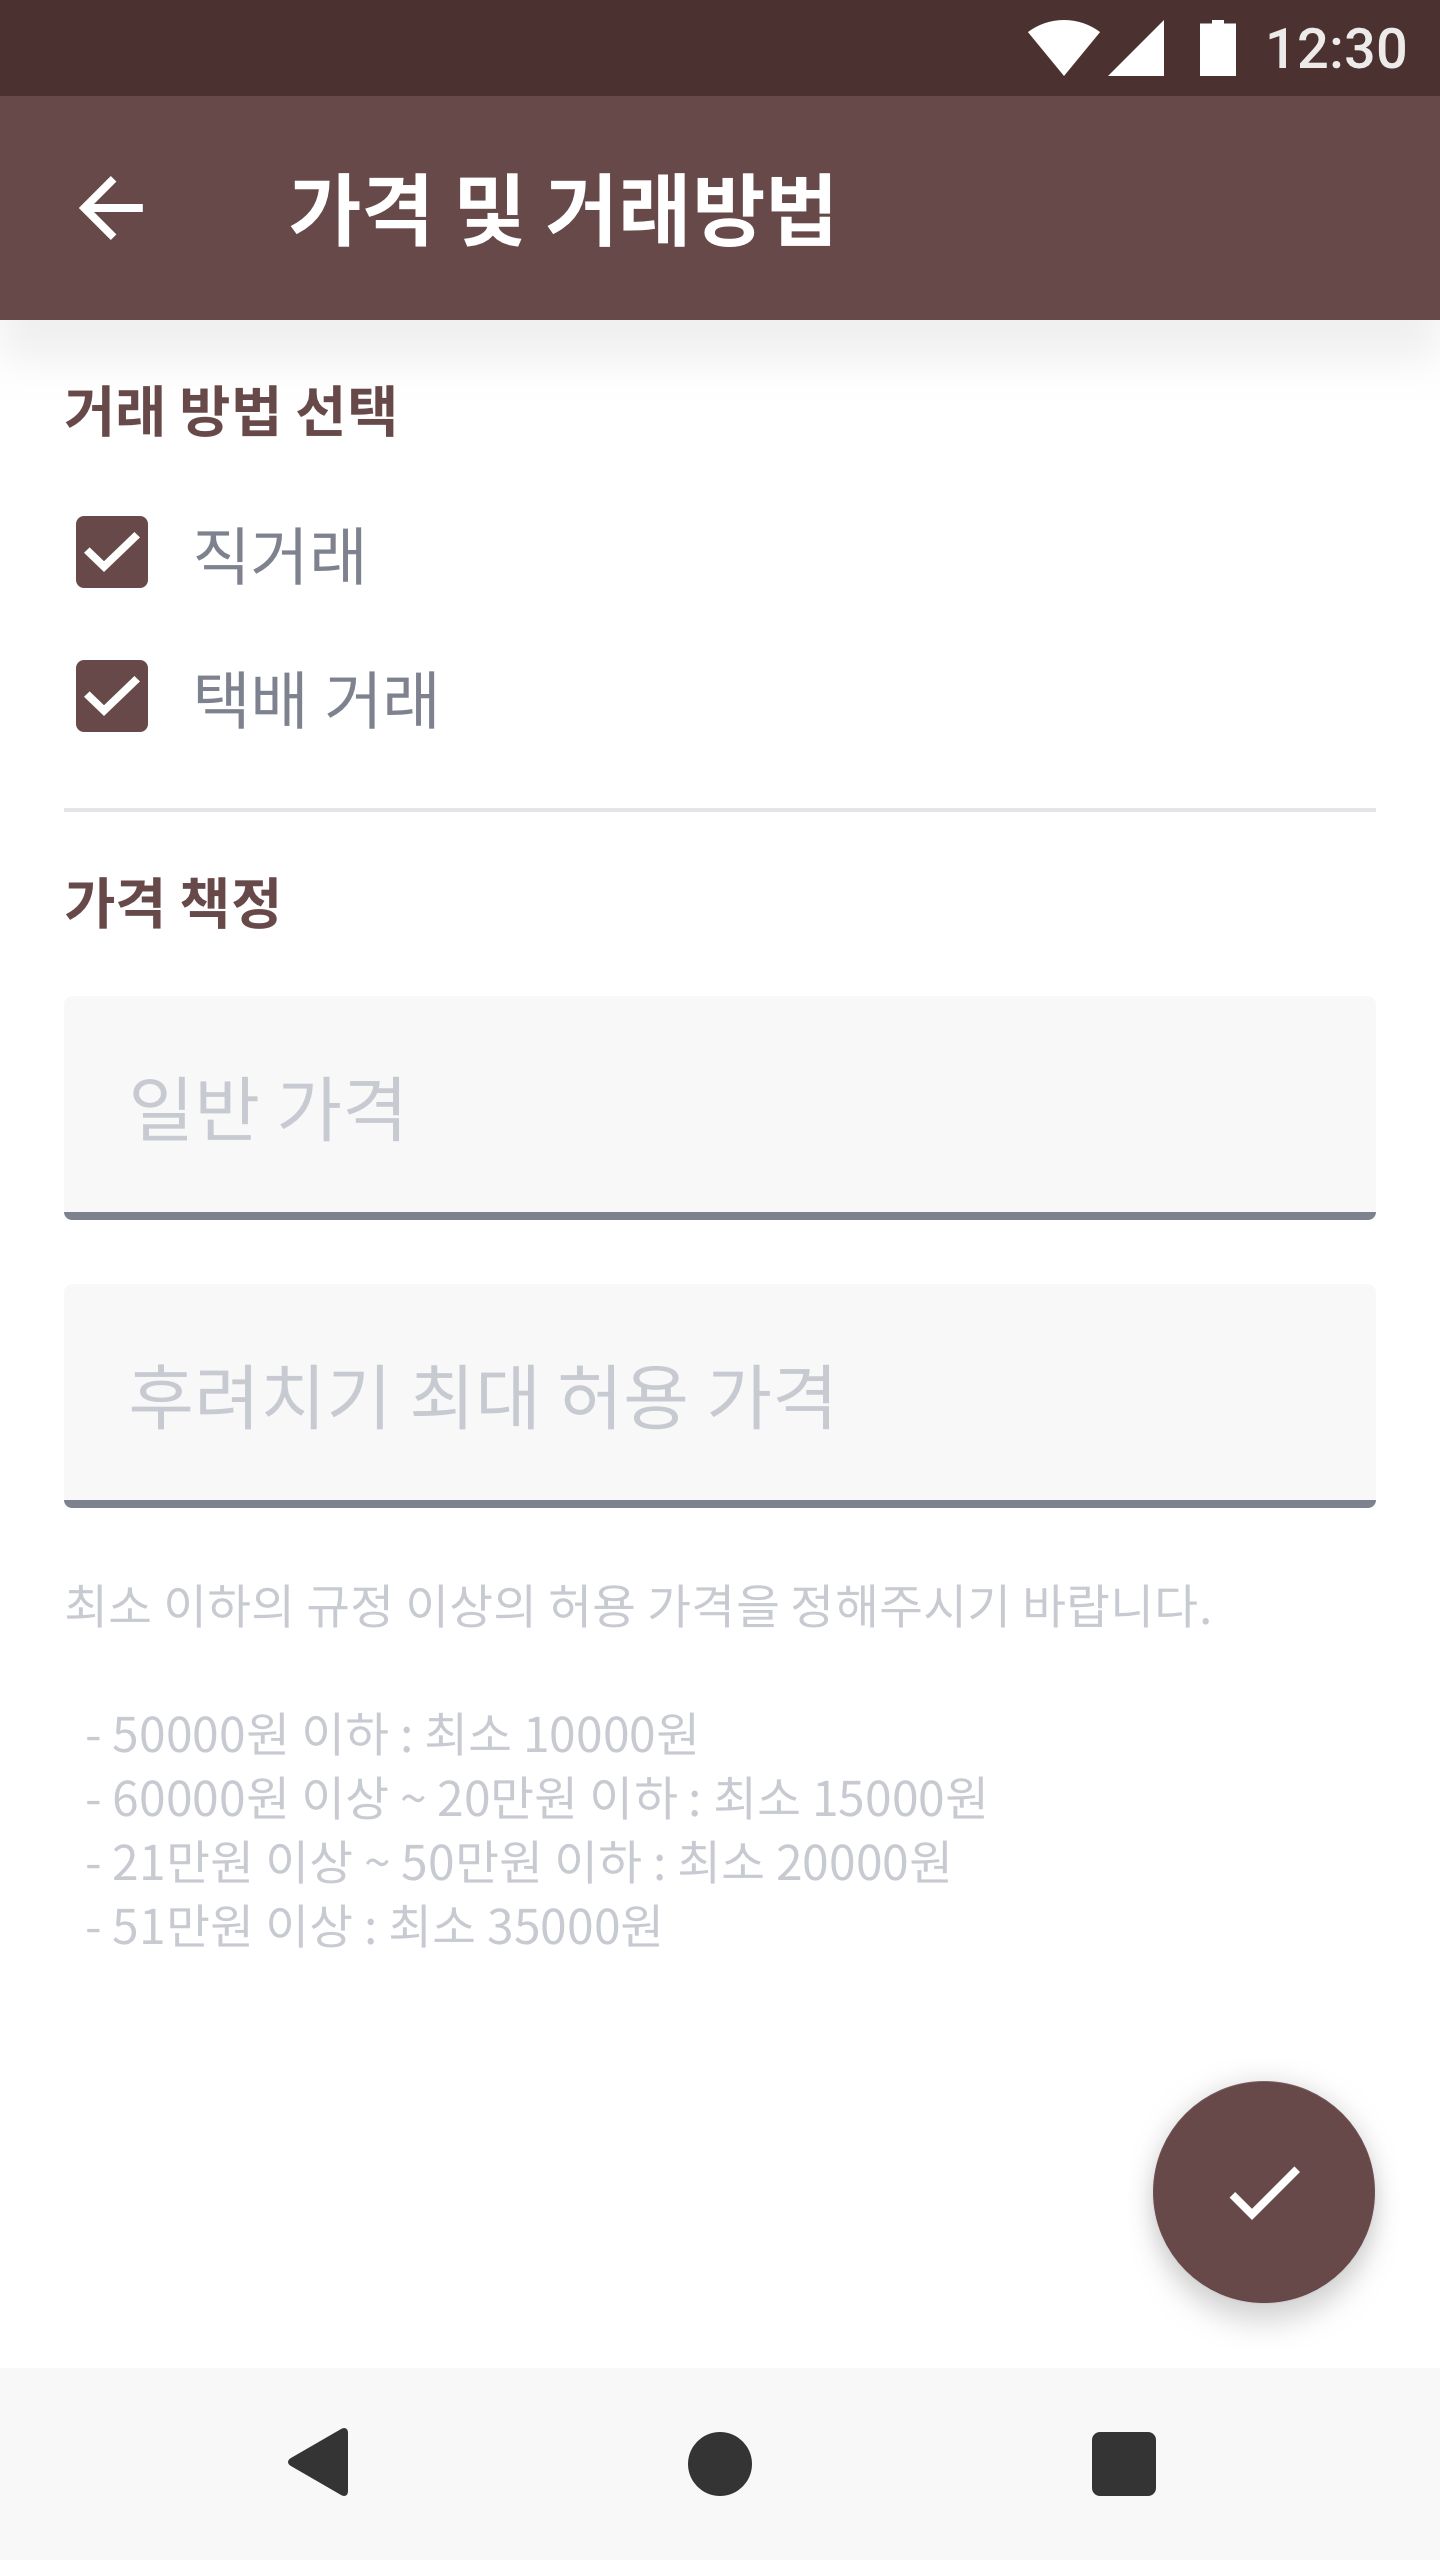 12:30
가격 및 거래방법
거래 방법 선택
직거래
택배 거래
가격 책정
일반 가격
후려치기 최대 허용 가격
최소 이하의 규정 이상의 허용 가격을 정해주시기 바랍니다.
- 50000원 이하 : 최소 10000원
- 60000원 이상 ~ 20만원 이하 : 최소 15000원
- 21만원 이상 ~ 50만원 이하 : 최소 20000원
- 51만원 이상 : 최소 35000원